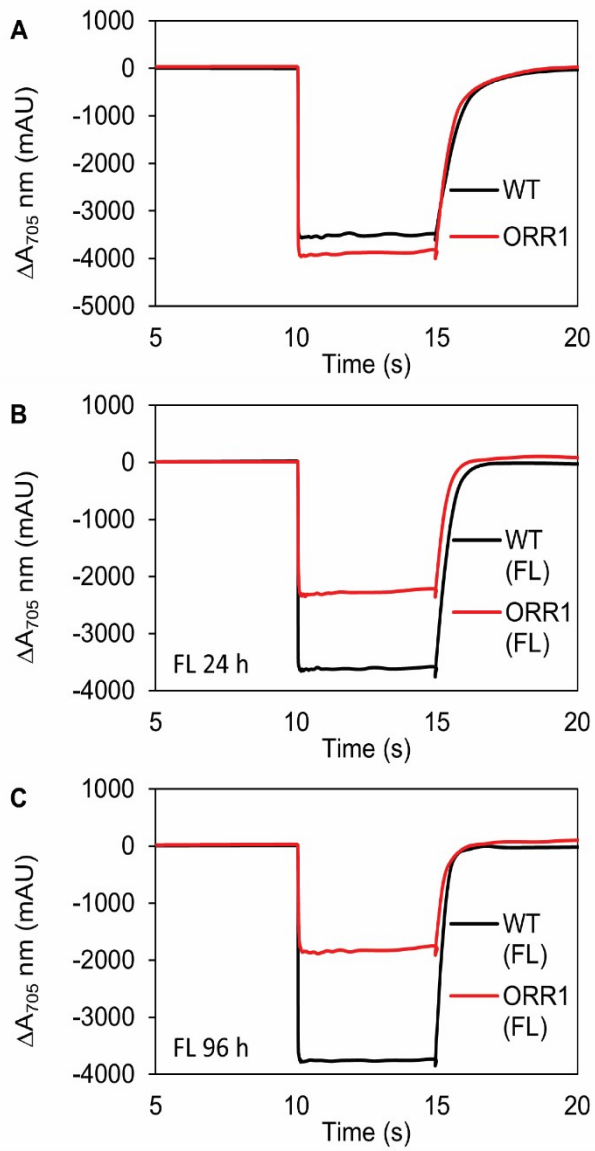 A
1000
0
-1000
-2000
-3000
-4000
-5000
ΔA705 nm (mAU)
WT
ORR1
5 10 15 20
Time (s)
B
1000
0
-1000
-2000
-3000
-4000
ΔA705 nm (mAU)
WT
(FL)
ORR1
(FL)
FL 24 h
5 10 15 20
Time (s)
C
1000
0
-1000
-2000
-3000
-4000
ΔA705 nm (mAU)
WT
(FL)
ORR1
(FL)
FL 96 h
5 10 15 20
Time (s)